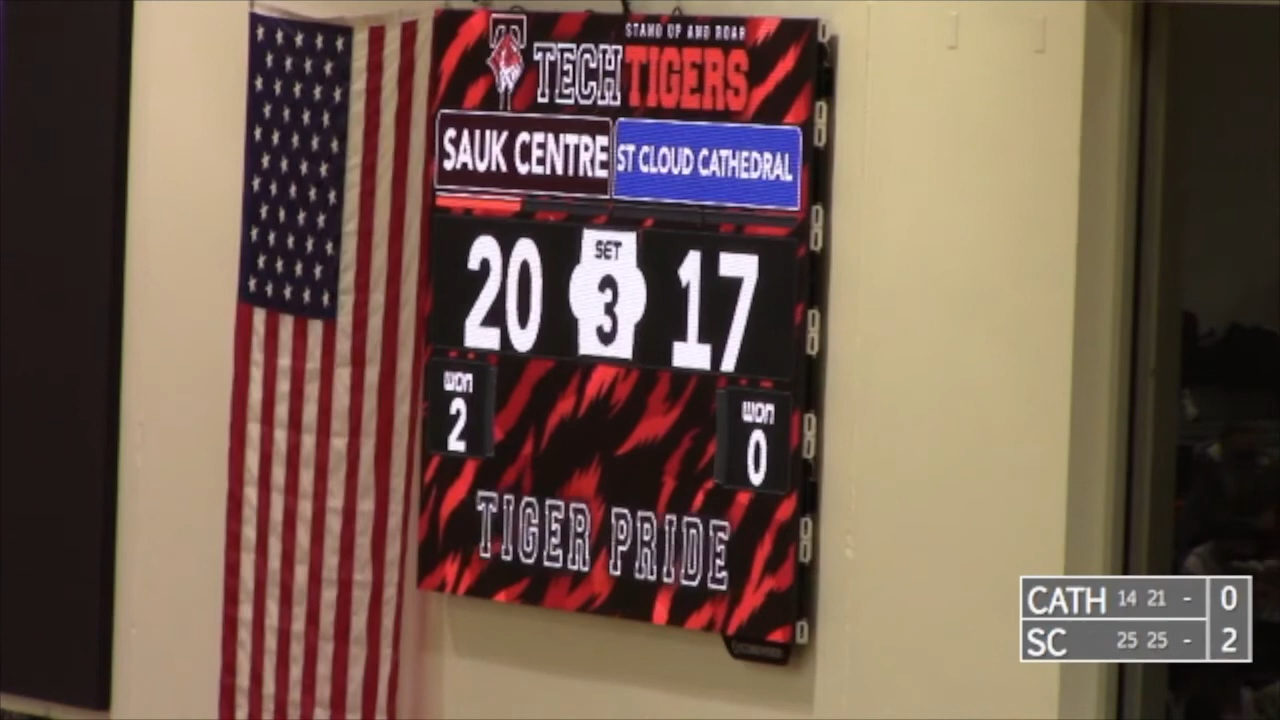 STAND UP AND ROAR
T
TECH TIGERS
SAUK CENTRE
ST CLOUD CATHEDRAL
20
SET
3
17
WON
2
WON
0
TIGER PRIDE
CATH 14 21 - 0
SC 25 25 - 2